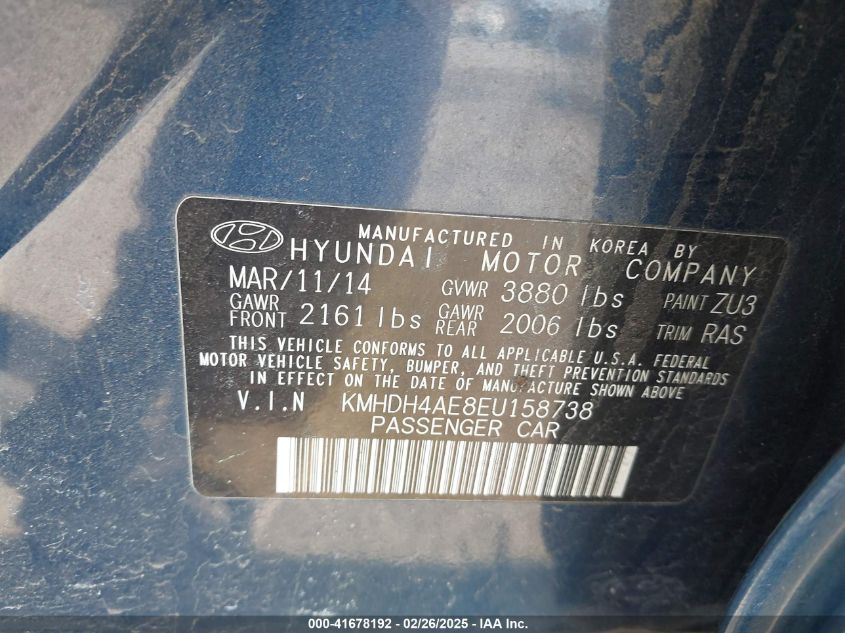 MANUFACTURED IN KOREA BY
HYUNDAI MOTOR COMPANY
MAR/11/14 GVWR 3880 lbs PAINT ZU3
GAWR FRONT 2161 lbs GAWR REAR 2006 lbs TRIM RAS
THIS VEHICLE CONFORMS TO ALL APPLICABLE U.S.A. FEDERAL
MOTOR VEHICLE SAFETY, BUMPER, AND THEFT PREVENTION STANDARDS
IN EFFECT ON THE DATE OF MANUFACTURE SHOWN ABOVE
V.I.N KMHDH4AE8EU158738
PASSENGER CAR
000-41678192 - 02/26/2025 - IAA Inc.